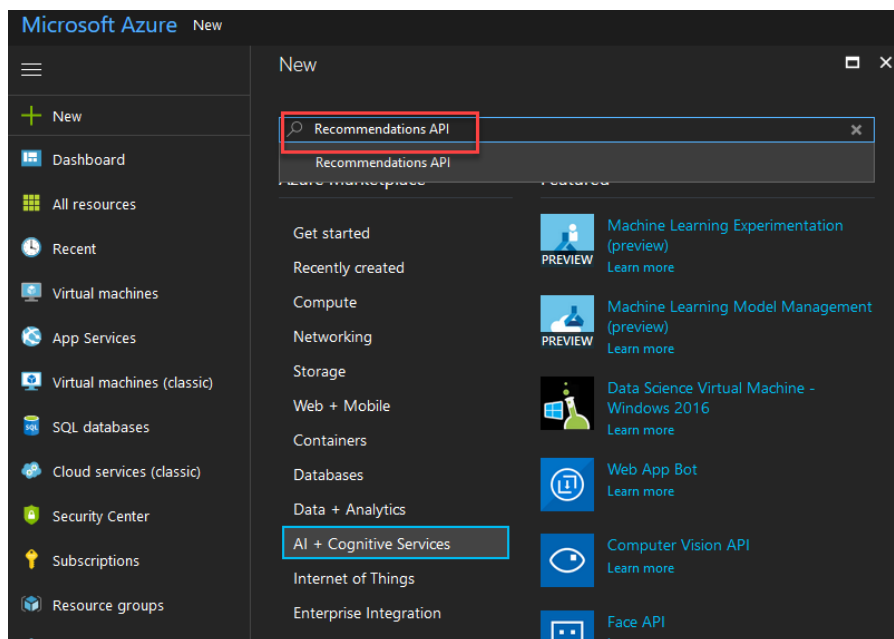 Microsoft Azure New
New
New
Dashboard
All resources
Recent
Virtual machines
App Services
Virtual machines (classic)
SQL
SQL databases
Cloud services (classic)
Security Center
Subscriptions
Resource groups
Recommendations API
Recommendations API
Azure Marketplace
Featured
Get started
Recently created
Compute
Networking
Storage
Web + Mobile
Containers
Databases
Data + Analytics
AI + Cognitive Services
Internet of Things
Enterprise Integration
PREVIEW
Machine Learning Experimentation
(preview)
Learn more
PREVIEW
Machine Learning Model Management
(preview)
Learn more
Data Science Virtual Machine -
Windows 2016
Learn more
Web App Bot
Learn more
Computer Vision API
Learn more
Face API